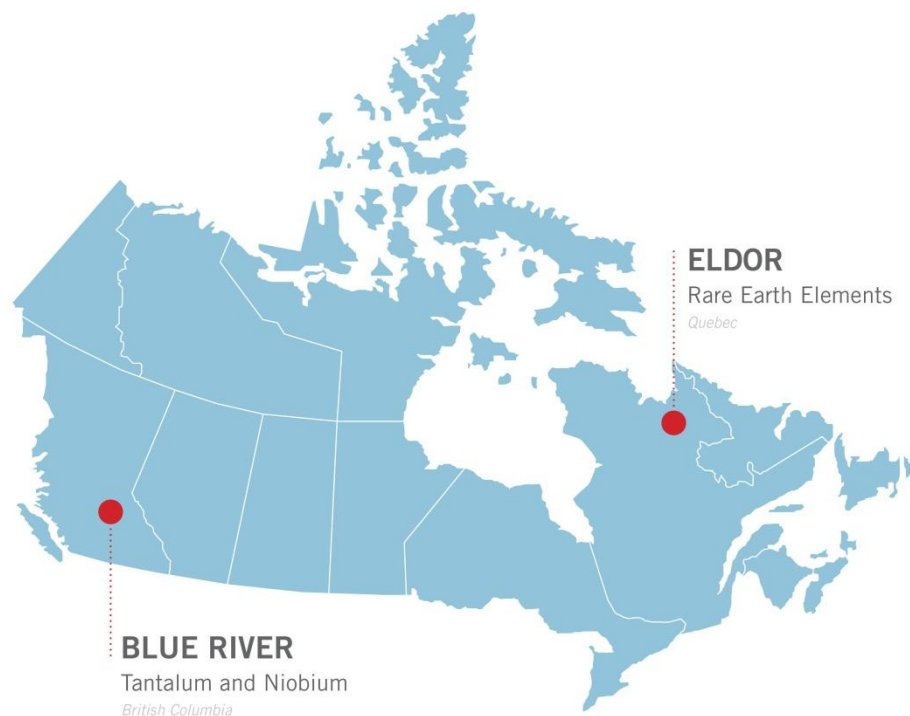 ELDOR
Rare Earth Elements
Quebec
BLUE RIVER
Tantalum and Niobium
British Columbia